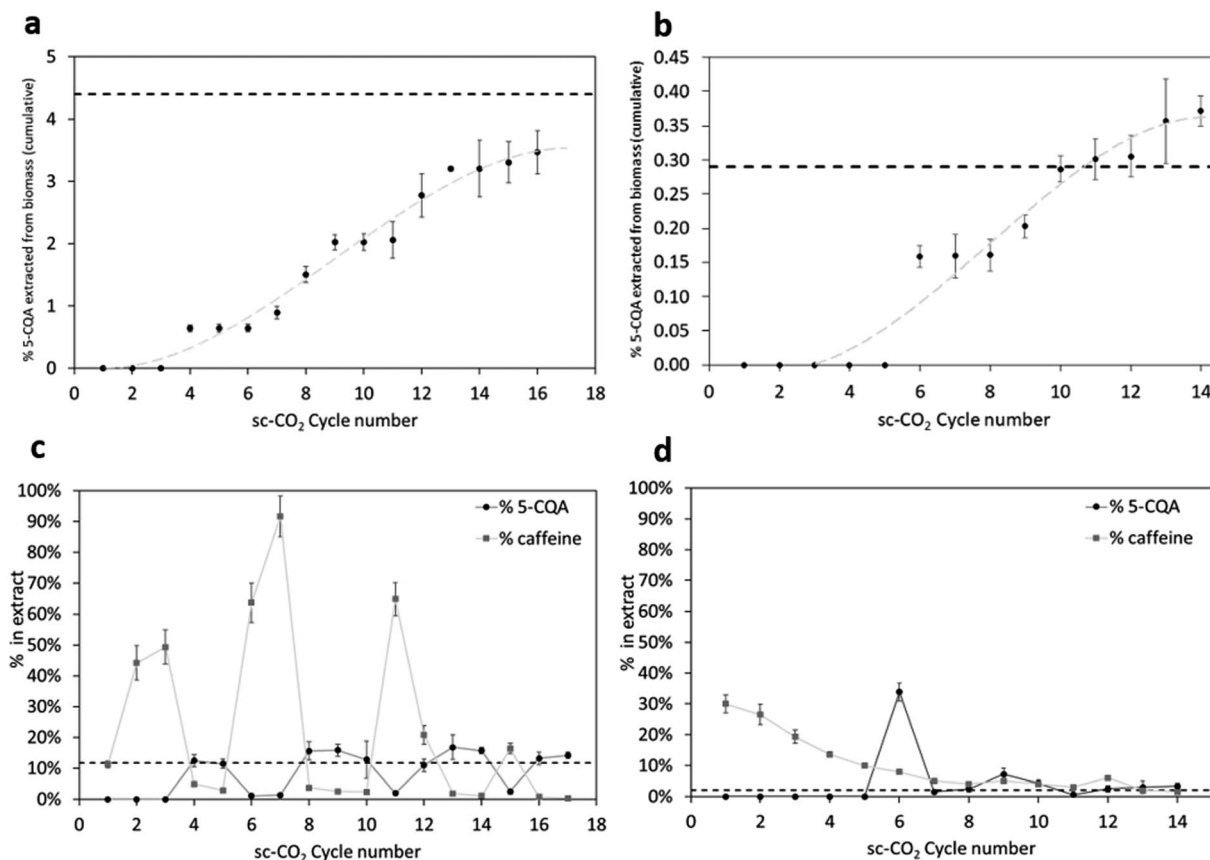 a
5
4
3
2
1
0
0 2 4 6 8 10 12 14 16 18
% 5-CQA extracted from biomass (cumulative)
sc-CO₂ Cycle number
b
0.45
0.40
0.35
0.30
0.25
0.20
0.15
0.10
0.05
0.00
0 2 4 6 8 10 12 14
% 5-CQA extracted from biomass (cumulative)
sc-CO₂ Cycle number
c
100%
90%
80%
70%
60%
50%
40%
30%
20%
10%
0%
0 2 4 6 8 10 12 14 16 18
% in extract
% 5-CQA
% caffeine
sc-CO₂ Cycle number
d
100%
90%
80%
70%
60%
50%
40%
30%
20%
10%
0%
0 2 4 6 8 10 12 14
% in extract
% 5-CQA
% caffeine
sc-CO₂ Cycle number